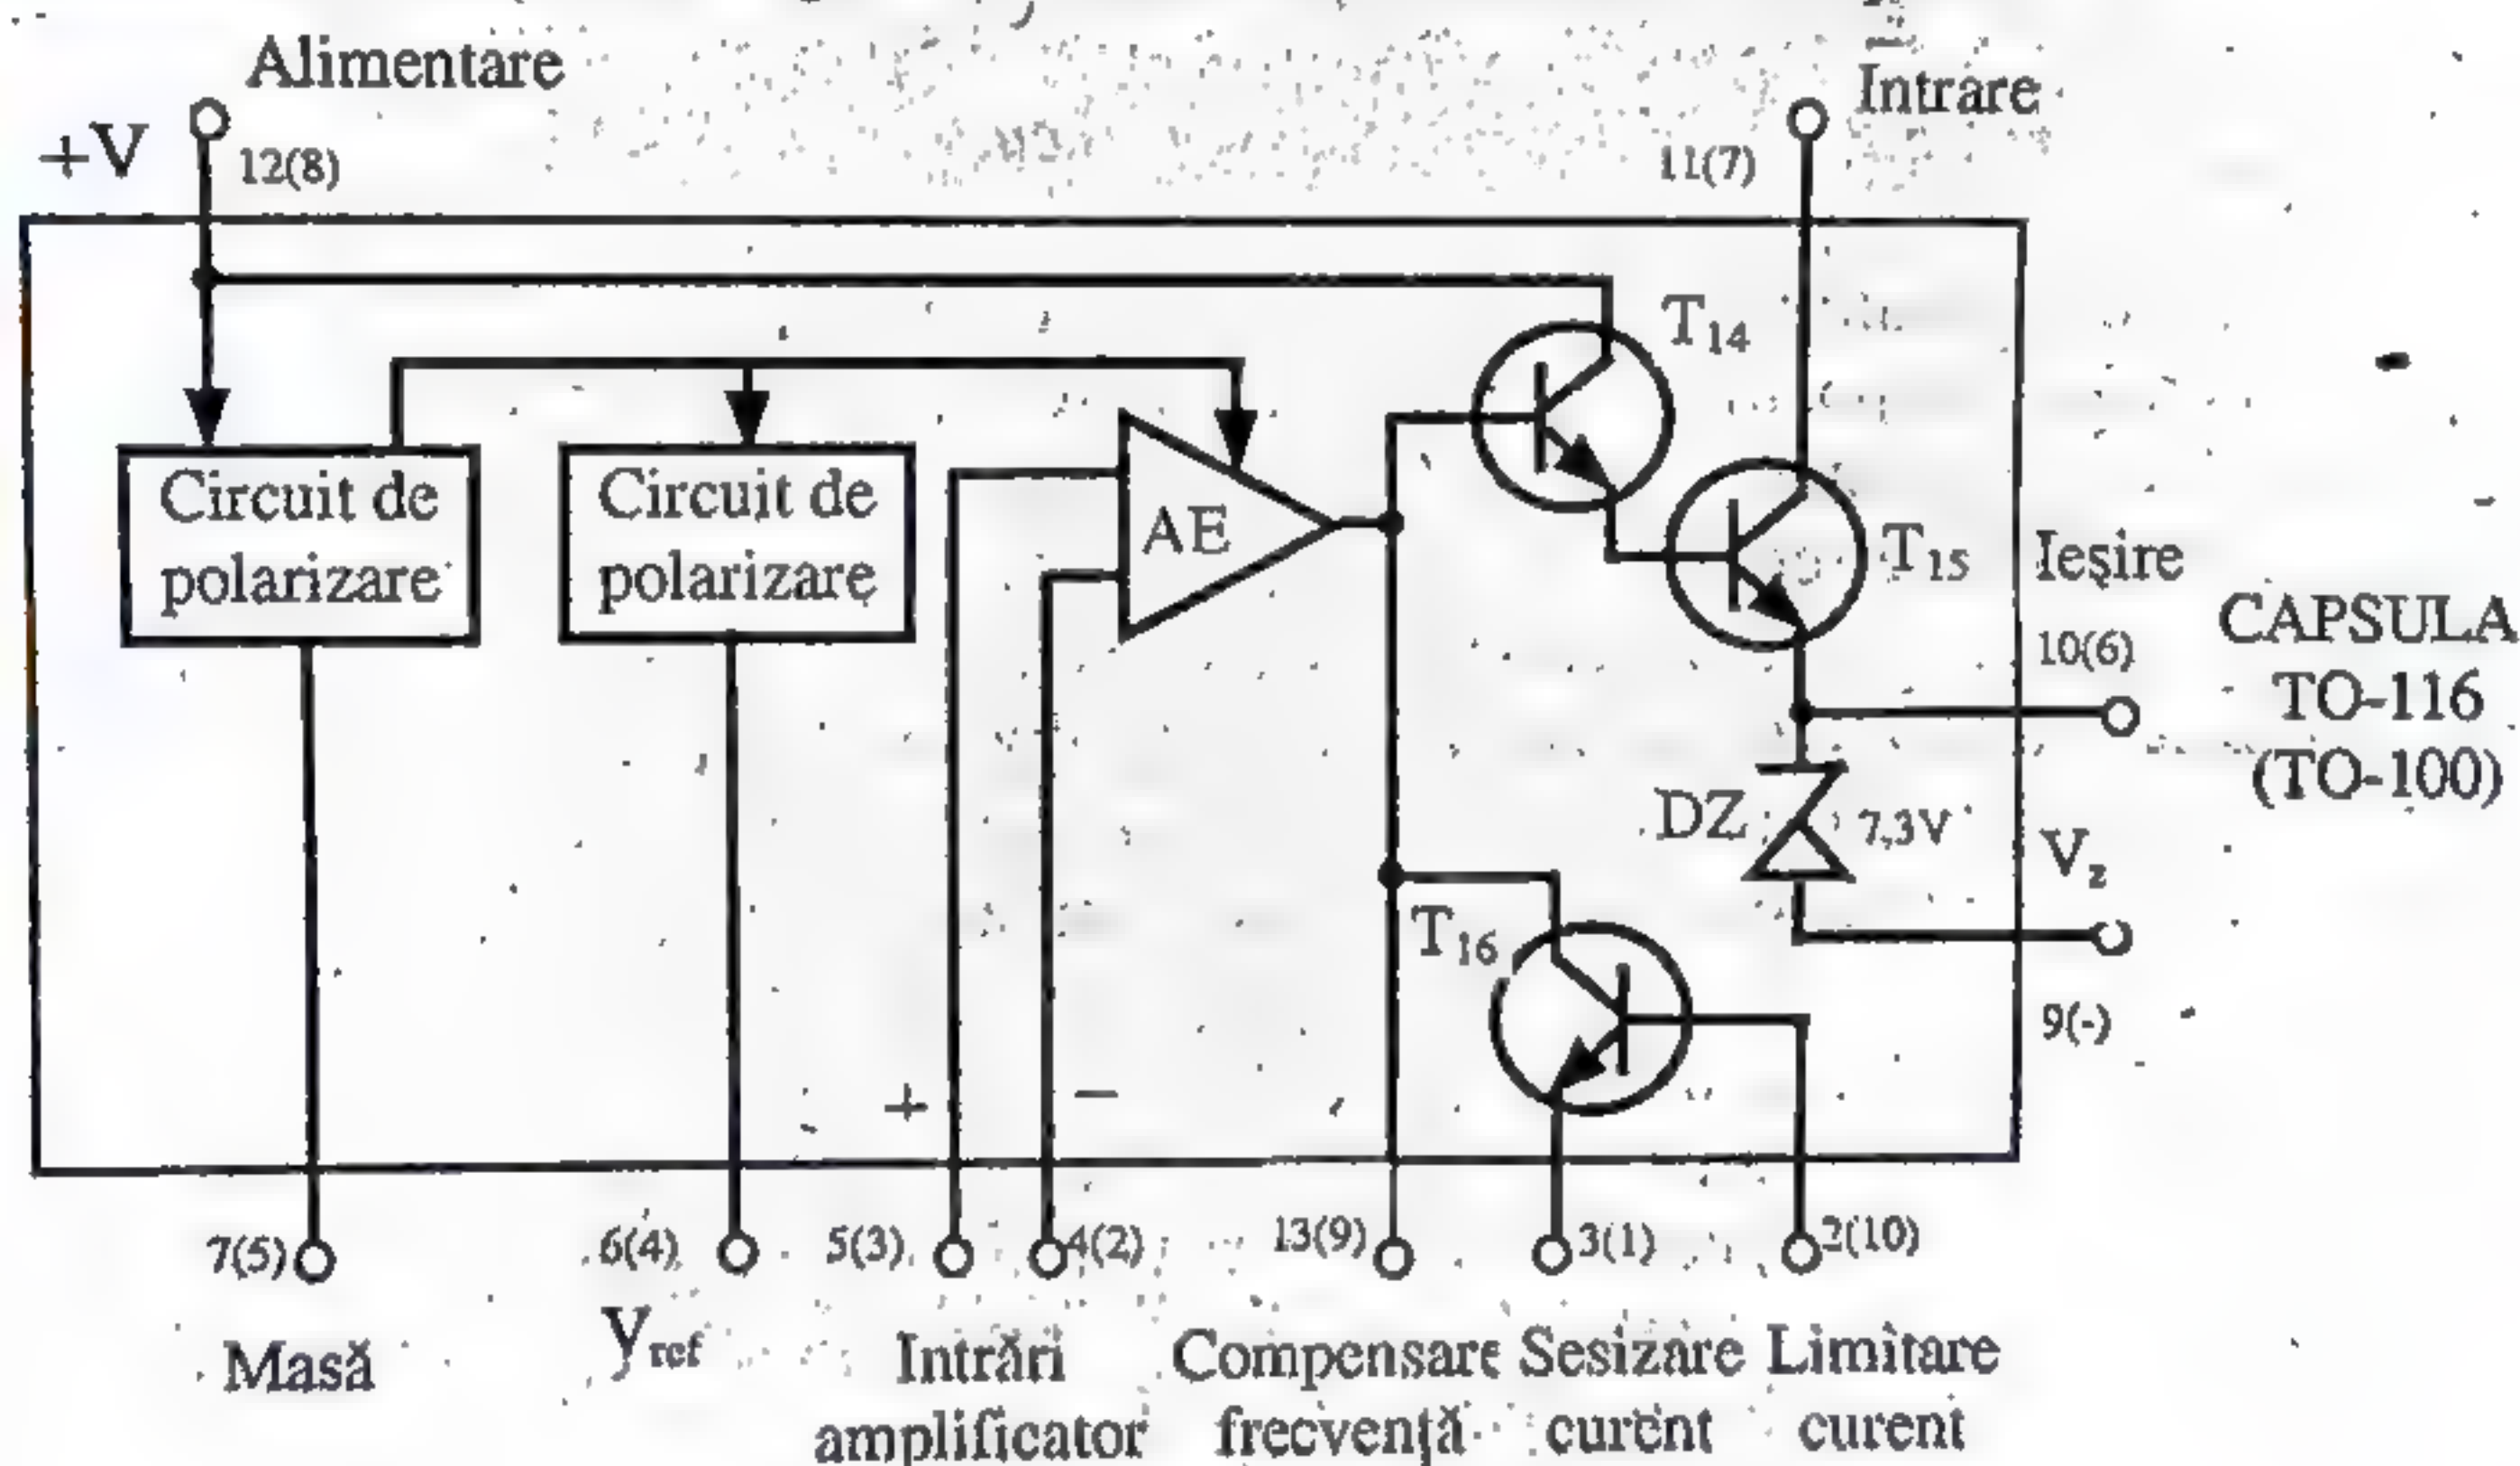 Alimentare
+V
12(8)
Intrare
11(7)
T14
Circuit de
polarizare
Circuit de
polarizare
AE
T15
Ieşire
10(6)
CAPSULA
TO-116
(TO-100)
DZ
7,3V
Vz
T16
9(-)
+
−
7(5)
6(4)
5(3)
4(2)
13(9)
3(1)
2(10)
Masă
Vref
Intrări
amplificator
Compensare
frecvenţă
Sesizare
curent
Limitare
curent